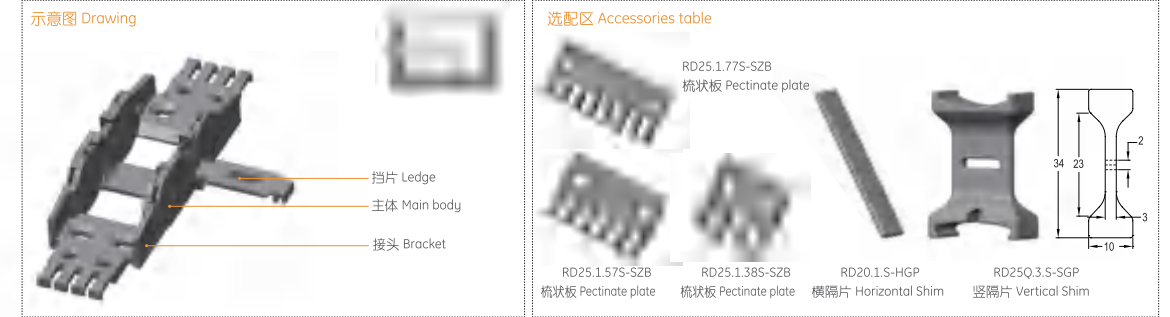 示意图 Drawing
挡片 Ledge
主体 Main body
接头 Bracket
选配区 Accessories table
RD25.1.77S-SZB
梳状板 Pectinate plate
34
23
2
3
10
RD25.1.57S-SZB
梳状板 Pectinate plate
RD25.1.38S-SZB
梳状板 Pectinate plate
RD20.1.S-HGP
横隔片 Horizontal Shim
RD25Q.3.S-SGP
竖隔片 Vertical Shim